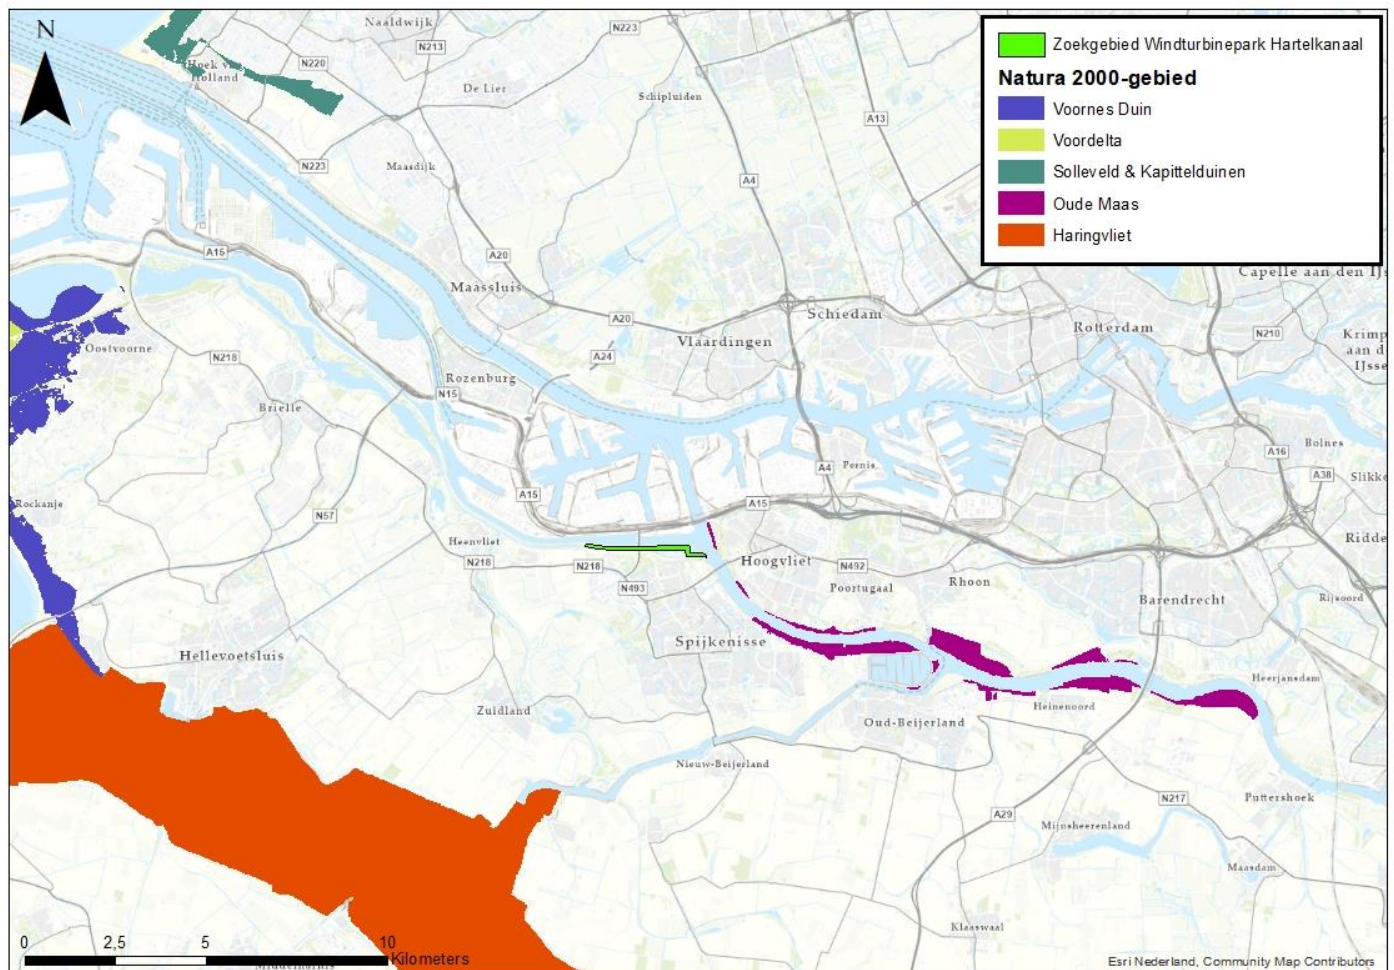 N
Zoekgebied Windturbinepark Hartelkanaal
Natura 2000-gebied
Voornes Duin
Voordelta
Solleveld & Kapittelduinen
Oude Maas
Haringvliet
Naaldwijk
N223
N213
N220
Hoek v
Holland
De Lier
Schipluiden
A13
N223
Maasdijk
A4
A15
A20
Maassluis
Capelle aan den IJs
A20
Schiedam
Rotterdam
Vlaardingen
N210
Krimp
aan d
IJsse
Oostvoorne
N218
A24
Rozenburg
N15
Brielle
Bolnes
A16
A38
Slikke
A4
Pernis
A15
A15
Rockanje
N57
Ridde
Heenvliet
N218
N218
Hoogvliet
N492
Rhoon
N493
Poortugaal
Barendrecht
Rijsoord
Spijkenisse
Hellevoetsluis
Heerjansdam
Zuidland
Oud-Beijerland
Heinenoord
Nieuw-Beijerland
N217
Puttershoek
A29
Mijnsheerenland
Maasdam
Klaaswaal
0
2,5
5
10
Kilometers
Esri Nederland, Community Map Contributors